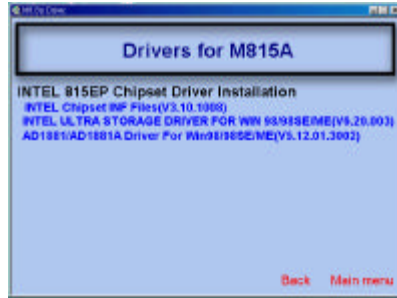 Drivers for M815A
INTEL 815EP Chipset Driver Installation
INTEL Chipset INF Files(V3.10.1008)
INTEL ULTRA STORAGE DRIVER FOR WIN 98/98SE/ME(V6.20.003)
AD1881/AD1881A Driver For Win98/98SE/ME(V5.12.01.3002)
Back Main menu